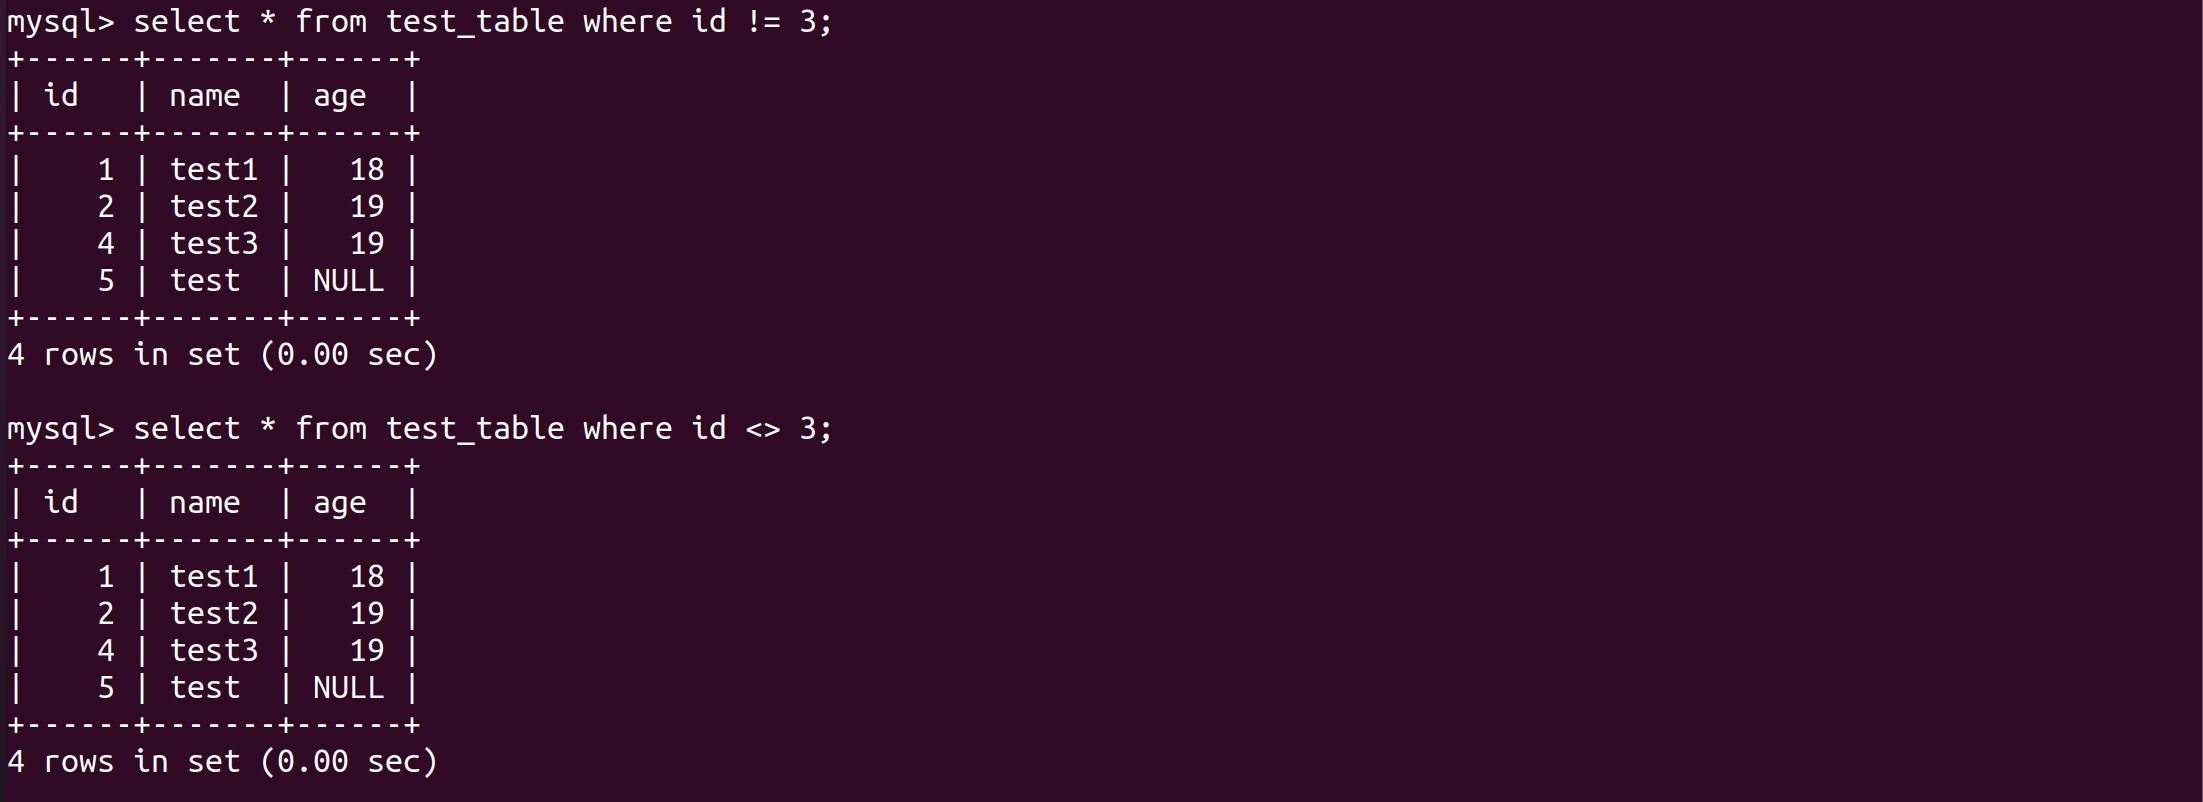 mysql> select * from test_table where id != 3;
+------+-------+------+
| id   | name  | age  |
+------+-------+------+
|    1 | test1 |   18 |
|    2 | test2 |   19 |
|    4 | test3 |   19 |
|    5 | test  | NULL |
+------+-------+------+
4 rows in set (0.00 sec)

mysql> select * from test_table where id <> 3;
+------+-------+------+
| id   | name  | age  |
+------+-------+------+
|    1 | test1 |   18 |
|    2 | test2 |   19 |
|    4 | test3 |   19 |
|    5 | test  | NULL |
+------+-------+------+
4 rows in set (0.00 sec)